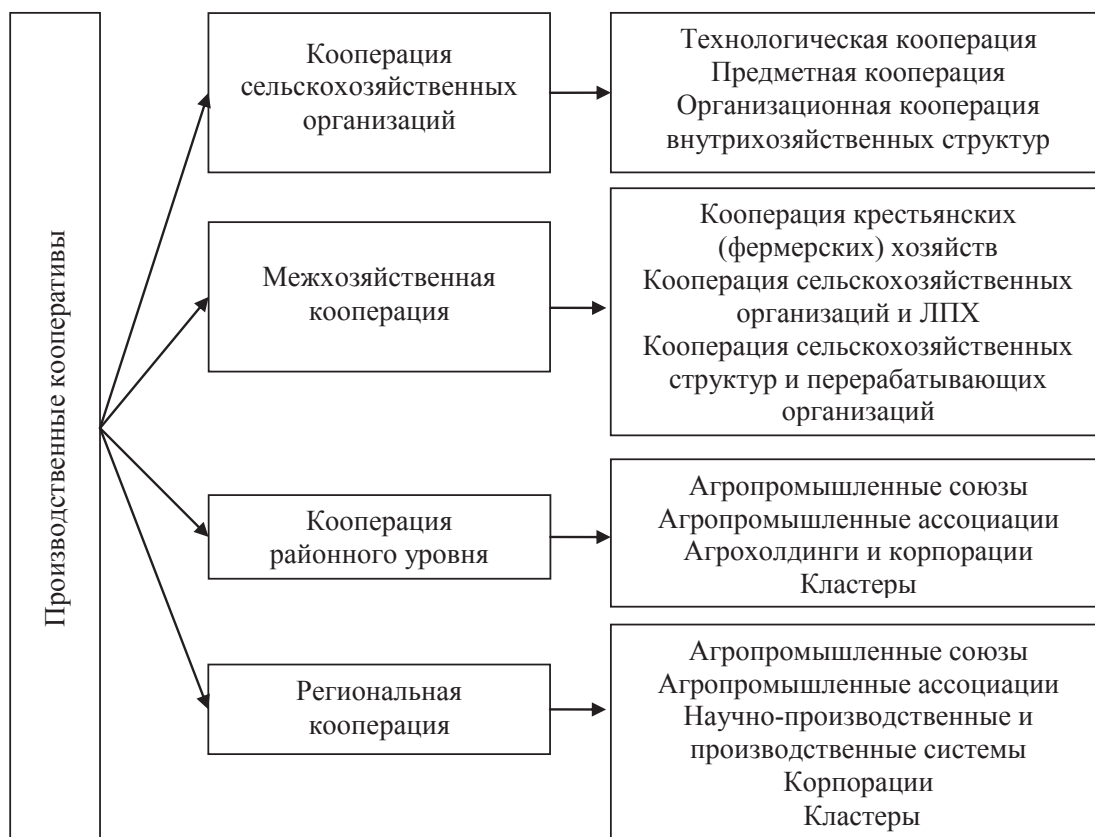 Производственные кооперативы
Кооперация
сельскохозяйственных
организаций
Технологическая кооперация
Предметная кооперация
Организационная кооперация
внутрихозяйственных структур
Межхозяйственная
кооперация
Кооперация крестьянских
(фермерских) хозяйств
Кооперация сельскохозяйственных
организаций и ЛПХ
Кооперация сельскохозяйственных
структур и перерабатывающих
организаций
Кооперация
районного уровня
Агропромышленные союзы
Агропромышленные ассоциации
Агрохолдинги и корпорации
Кластеры
Региональная
кооперация
Агропромышленные союзы
Агропромышленные ассоциации
Научно-производственные и
производственные системы
Корпорации
Кластеры